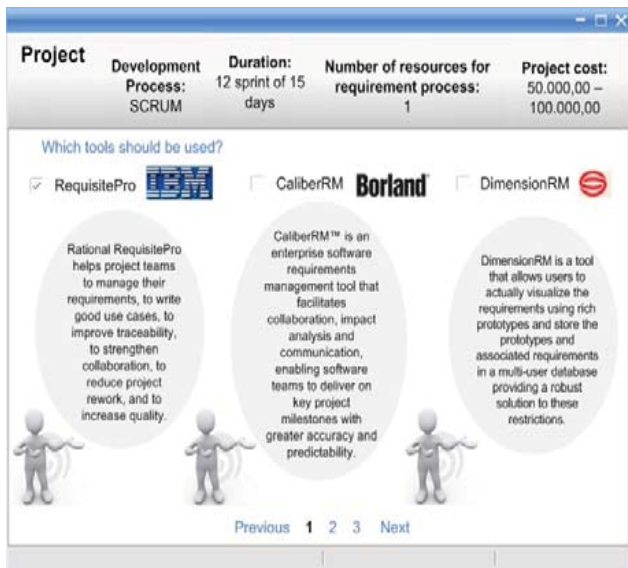 Project
Development
Process:
SCRUM
Duration:
12 sprint of 15
days
Number of resources for
requirement process:
1
Project cost:
50.000,00 –
100.000,00
Which tools should be used?
RequisitePro IBM
CaliberRM Borland
DimensionRM
Rational RequisitePro
helps project teams
to manage their
requirements, to write
good use cases, to
improve traceability,
to strengthen
collaboration, to
reduce project
rework, and to
increase quality.
CaliberRM™ is an
enterprise software
requirements
management tool that
facilitates
collaboration, impact
analysis and
communication,
enabling software
teams to deliver on
key project
milestones with
greater accuracy and
predictability.
DimensionRM is a tool
that allows users to
actually visualize the
requirements using rich
prototypes and store the
prototypes and
associated requirements
in a multi-user database
providing a robust
solution to these
restrictions.
Previous 1 2 3 Next